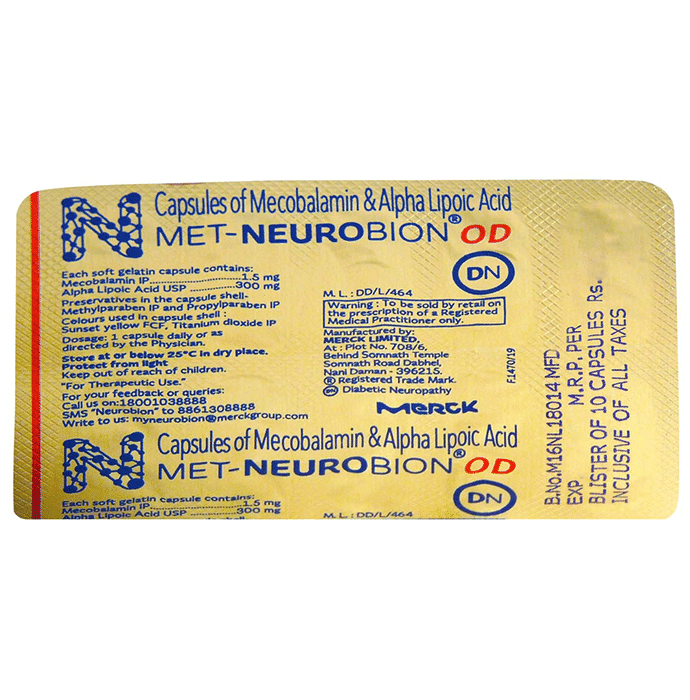 N
Capsules of Mecobalamin & Alpha Lipoic Acid
MET-NEUROBION® OD
DN
Each soft gelatin capsule contains:
Mecobalamin IP..................1.5 mg
Alpha Lipoic Acid USP ..............300 mg
Preservatives in the capsule shell-
Methylparaben IP and Propylparaben IP
Colours used in capsule shell :
Sunset yellow FCF, Titanium dioxide IP
Dosage: 1 capsule daily or as
directed by the Physician.
Store at or below 25°C in dry place.
Protect from light
Keep out of reach of children.
"For Therapeutic Use."
For your feedback or queries:
Call us on:18001038888
SMS "Neurobion" to 8861308888
Write to us: myneurobion@merckgroup.com
M. L. : DD/L/464
Warning : To be sold by retail on
the prescription of a Registered
Medical Practitioner only.
Manufactured by:
MERCK LIMITED,
At : Plot No. 708/6,
Behind Somnath Temple
Somnath Road Dabhel,
Nani Daman - 396215.
® Registered Trade Mark.
DN Diabetic Neuropathy
MERCK
F.1470/19
B.No.M16NL18014 MFD
EXP M.R.P. PER
BLISTER OF 10 CAPSULES Rs.
INCLUSIVE OF ALL TAXES
N
Capsules of Mecobalamin & Alpha Lipoic Acid
MET-NEUROBION® OD
DN
Each soft gelatin capsule contains:
Mecobalamin IP..................1.5 mg
Alpha Lipoic Acid USP ..............300 mg
M. L. : DD/L/464